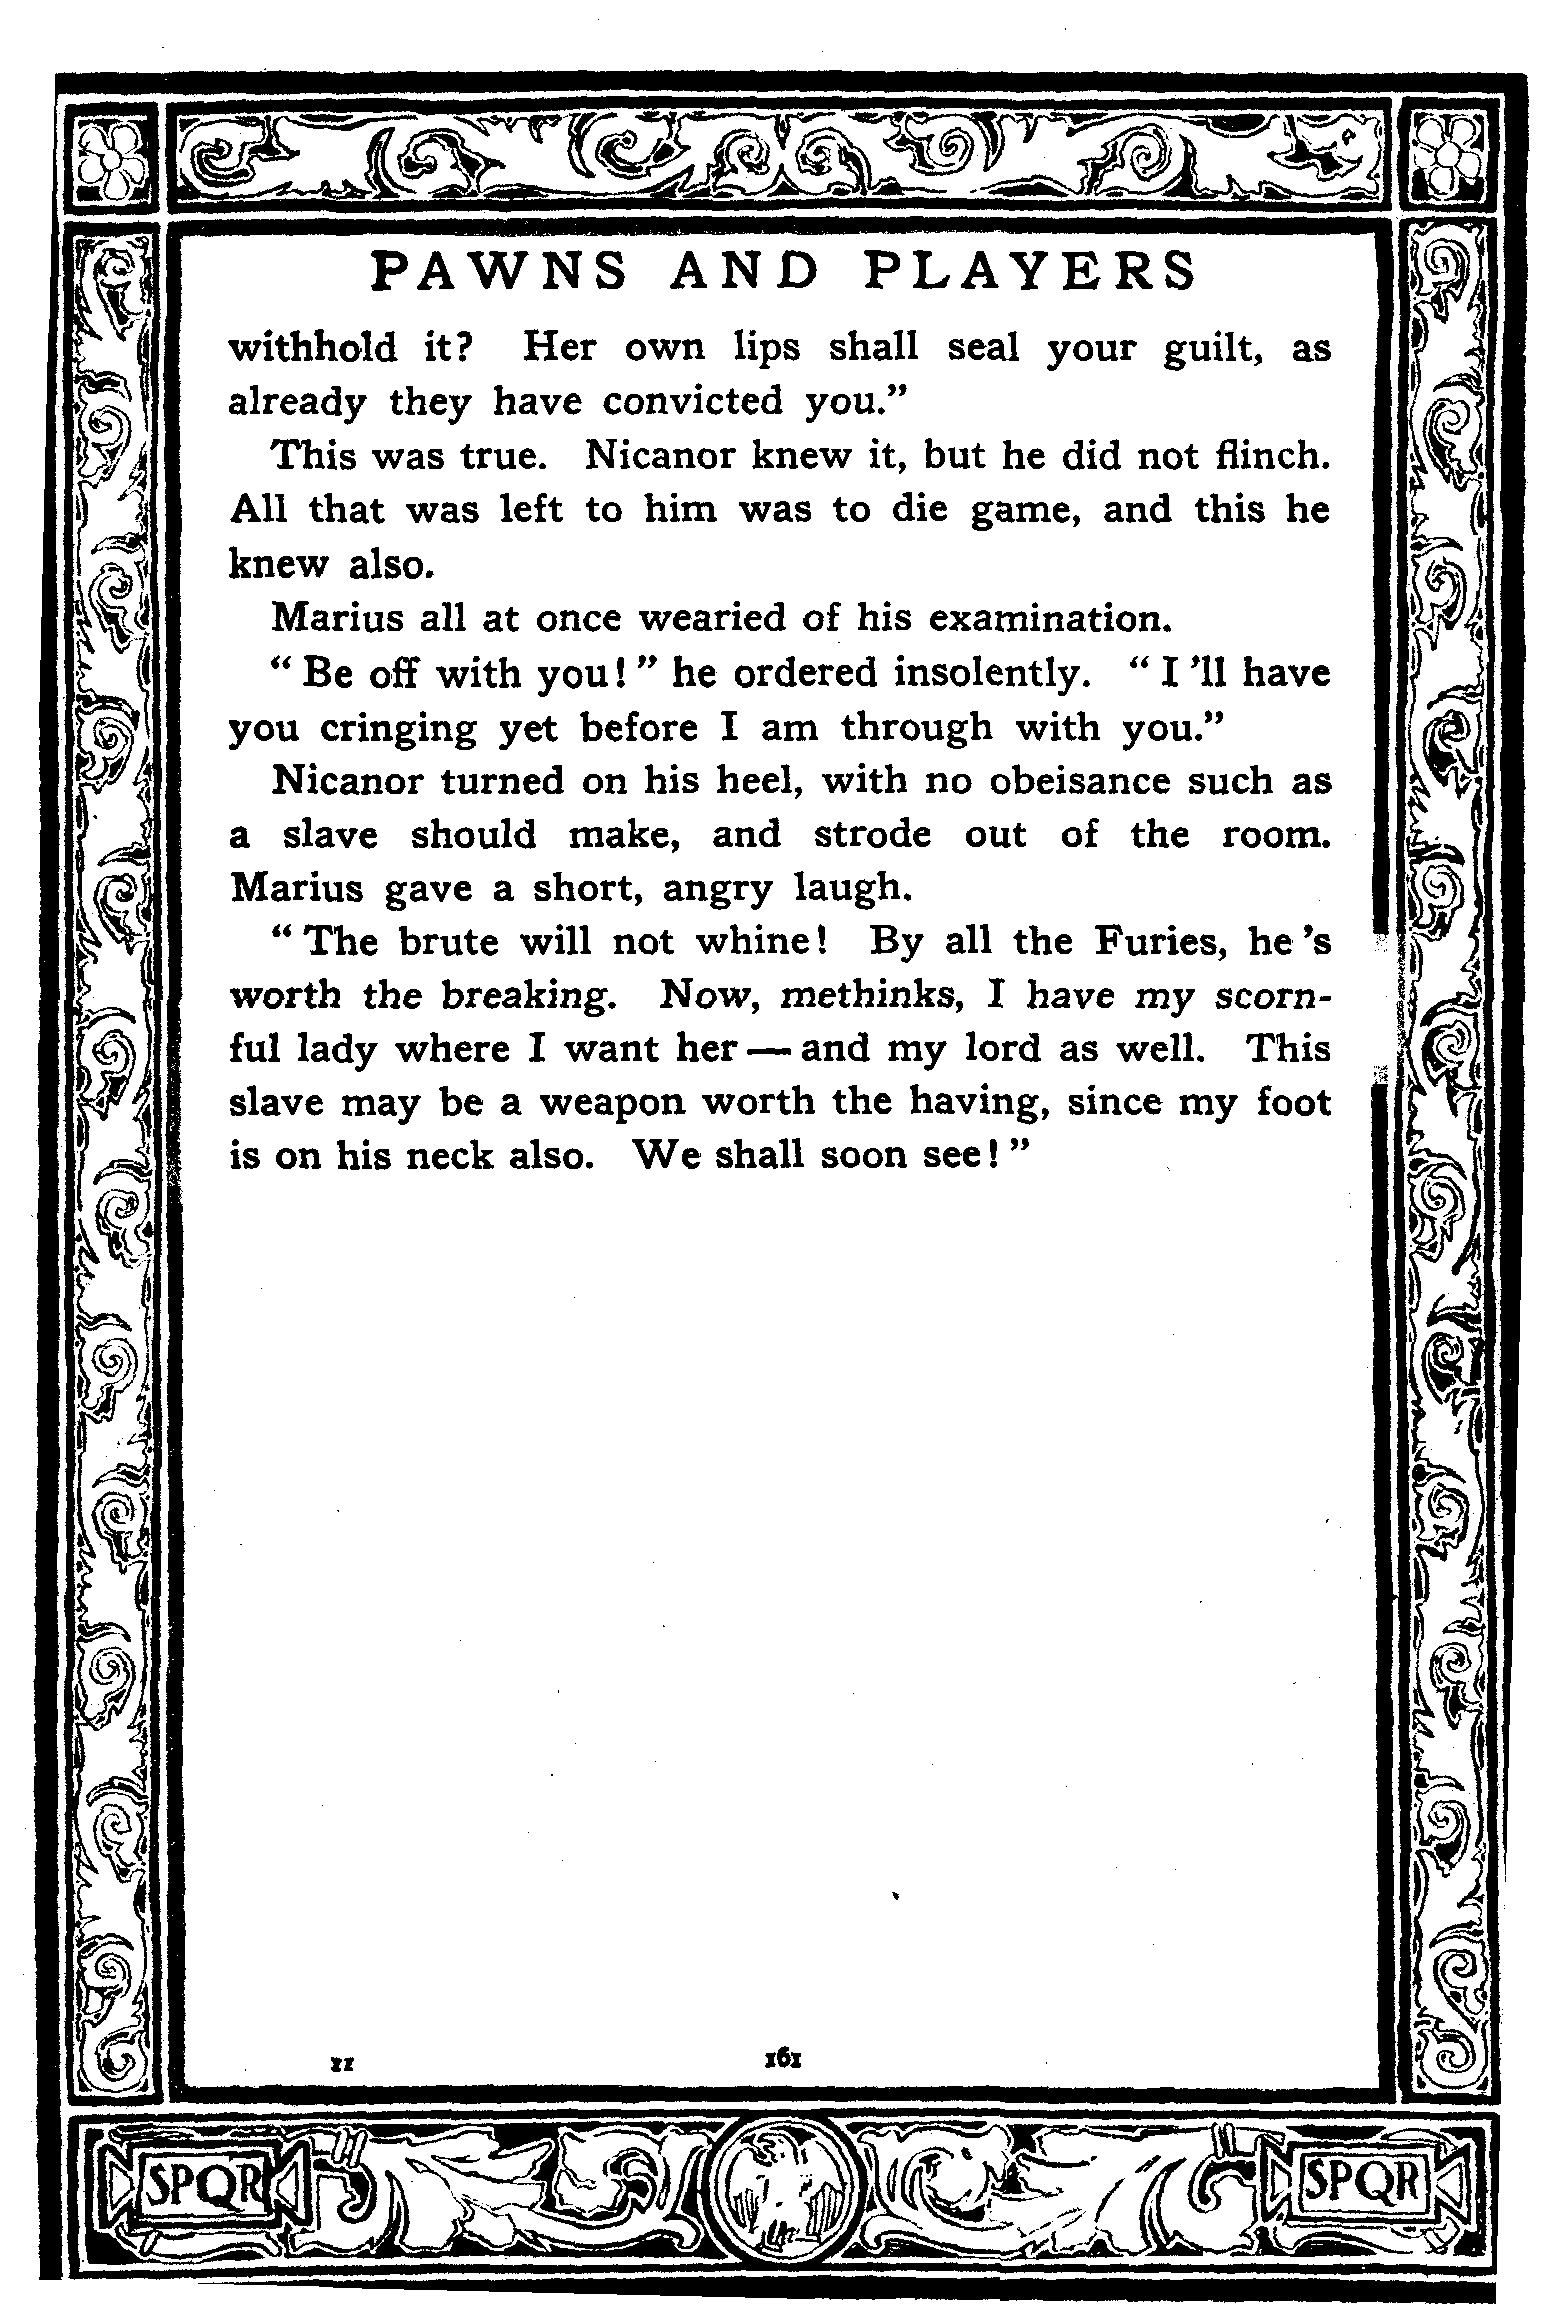 PAWNS AND PLAYERS
withhold it? Her own lips shall seal your guilt, as
already they have convicted you.”
This was true. Nicanor knew it, but he did not flinch.
All that was left to him was to die game, and this he
knew also.
Marius all at once wearied of his examination.
“ Be off with you! ” he ordered insolently. “ I ’ll have
you cringing yet before I am through with you.”
Nicanor turned on his heel, with no obeisance such as
a slave should make, and strode out of the room.
Marius gave a short, angry laugh.
“ The brute will not whine! By all the Furies, he ’s
worth the breaking. Now, methinks, I have my scorn-
ful lady where I want her — and my lord as well. This
slave may be a weapon worth the having, since my foot
is on his neck also. We shall soon see! ”
11 161
SPQR SPQR